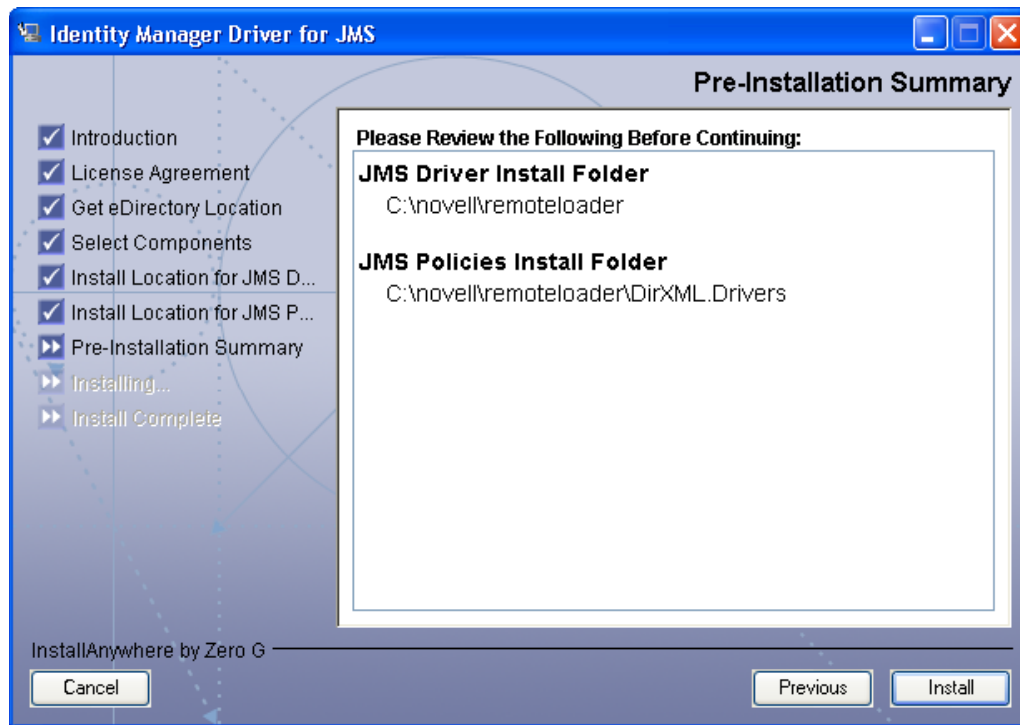 Identity Manager Driver for JMS
Pre-Installation Summary
Introduction
License Agreement
Get eDirectory Location
Select Components
Install Location for JMS D...
Install Location for JMS P...
Pre-Installation Summary
Installing...
Install Complete
Please Review the Following Before Continuing:
JMS Driver Install Folder
C:\novell\remoteloader
JMS Policies Install Folder
C:\novell\remoteloader\DirXML.Drivers
InstallAnywhere by Zero G
Cancel
Previous
Install